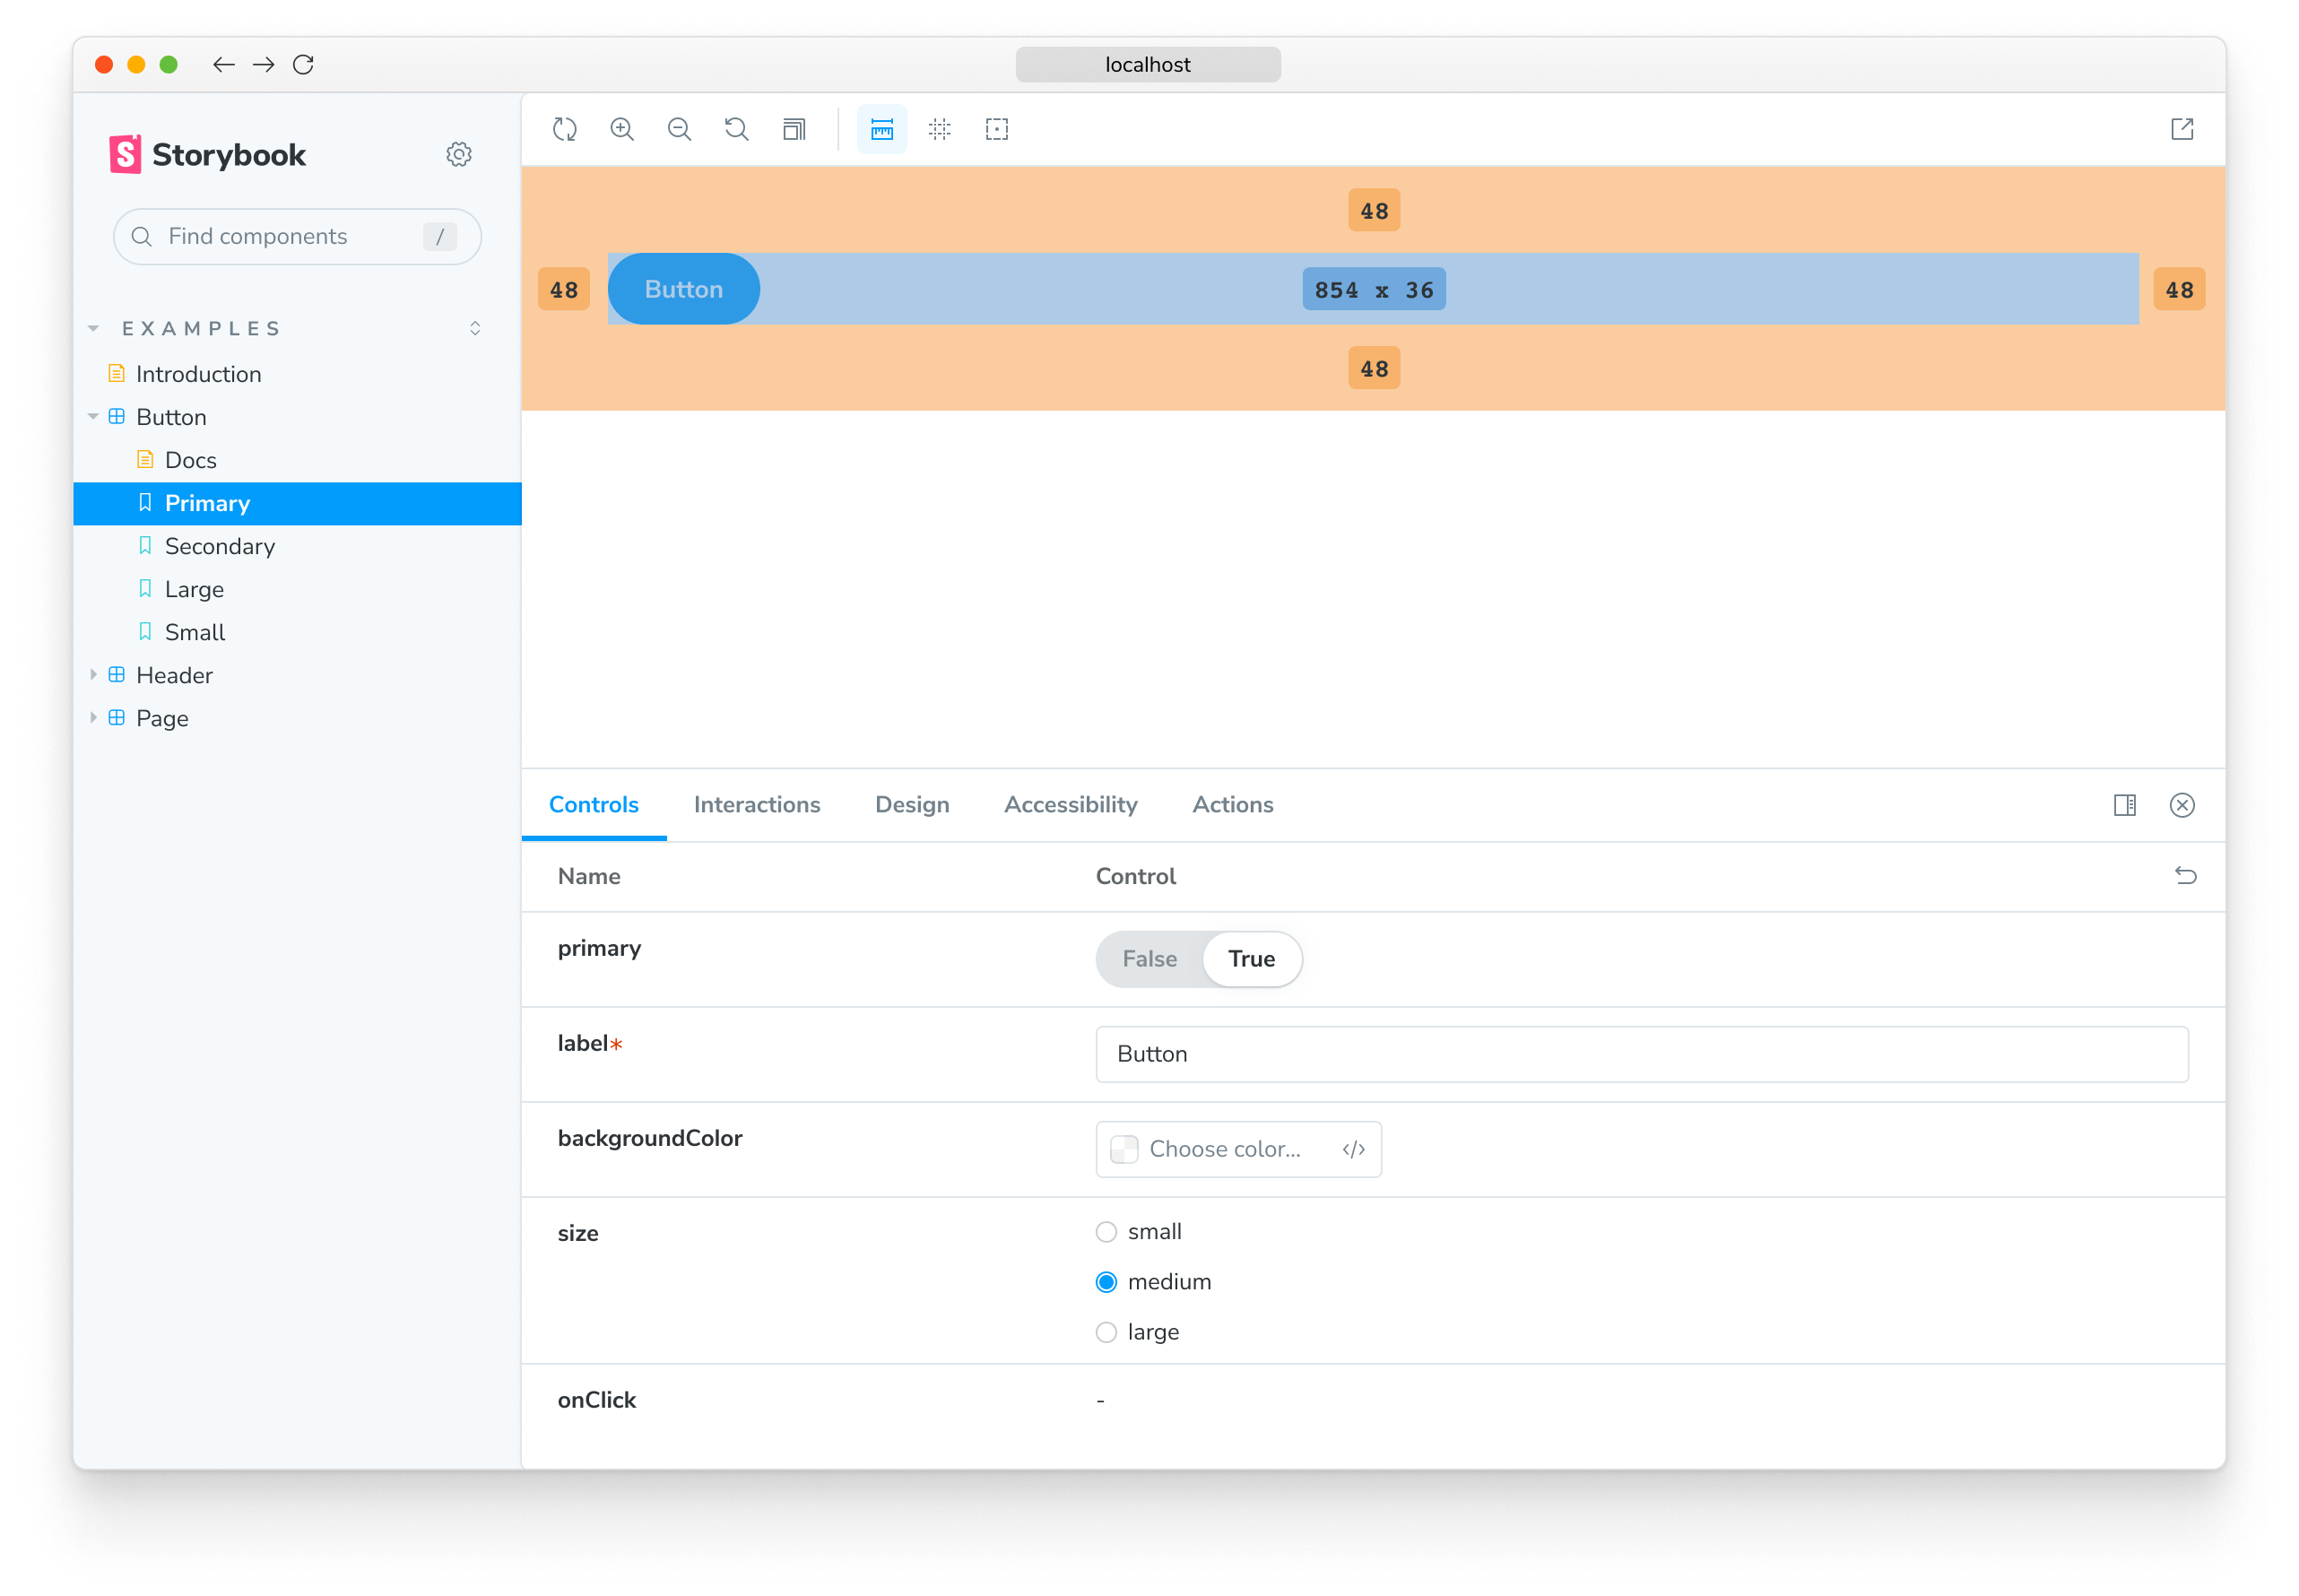 localhost
Storybook
Find components /
EXAMPLES
Introduction
Button
Docs
Primary
Secondary
Large
Small
Header
Page
48
48 Button 854 x 36 48
48
Controls Interactions Design Accessibility Actions
Name Control
primary False True
label* Button
backgroundColor Choose color... </>
size small
medium
large
onClick -